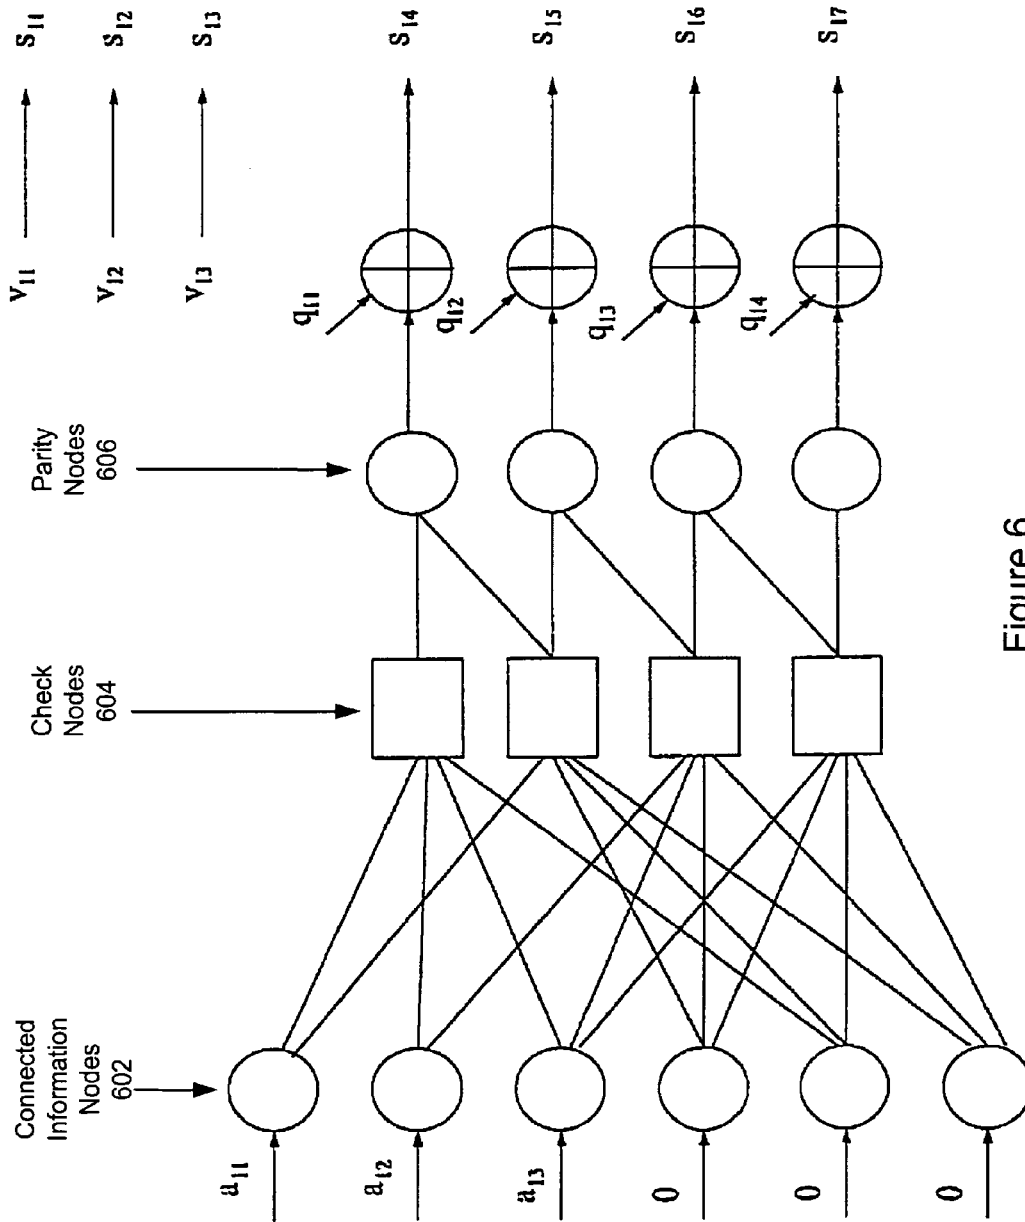 Connected
Information
Nodes
602
Check
Nodes
604
Parity
Nodes
606
v11 s11
v12 s12
v13 s13
a11
a12
a13
0
0
0
q11
q12
q13
q14
s14
s15
s16
s17
Figure 6